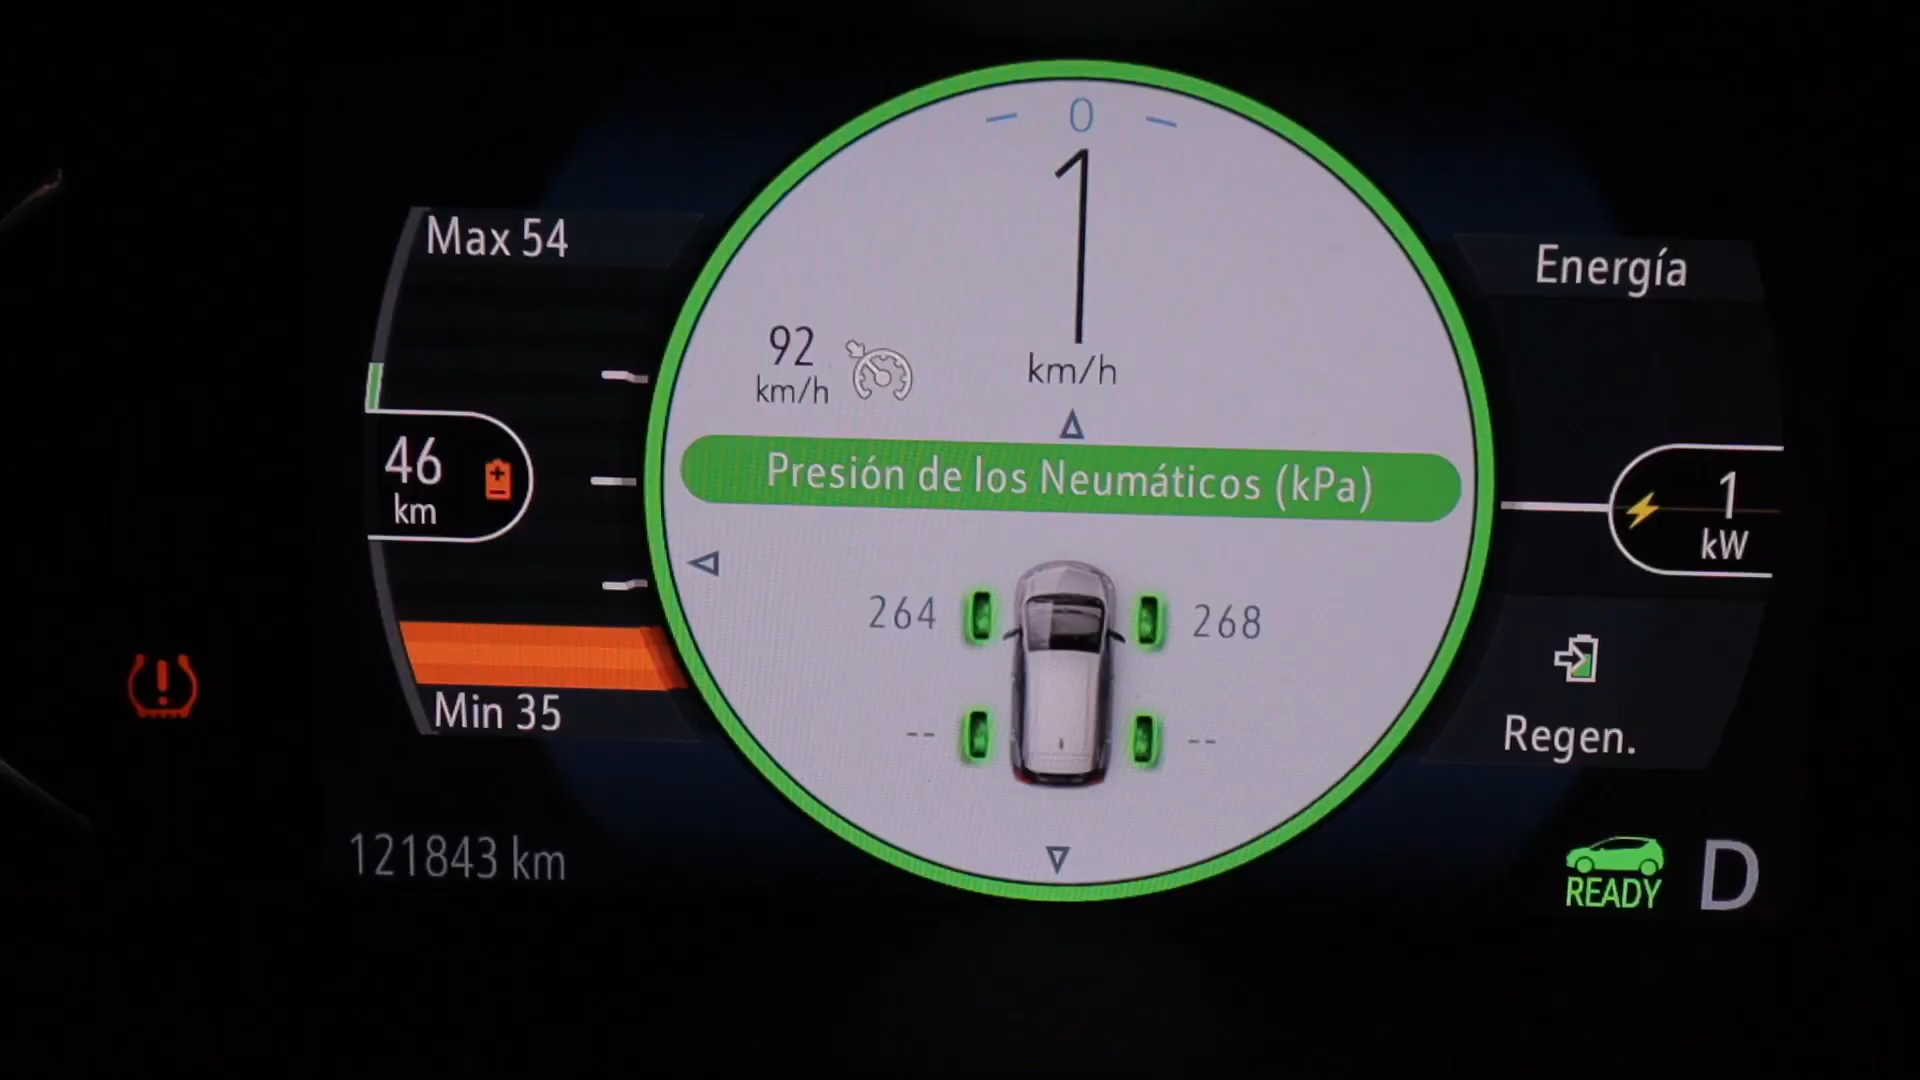 0
1
km/h
Max 54
92
km/h
46
km
Min 35
Presión de los Neumáticos (kPa)
264
268
--
--
Energía
1
kW
Regen.
121843 km
READY
D